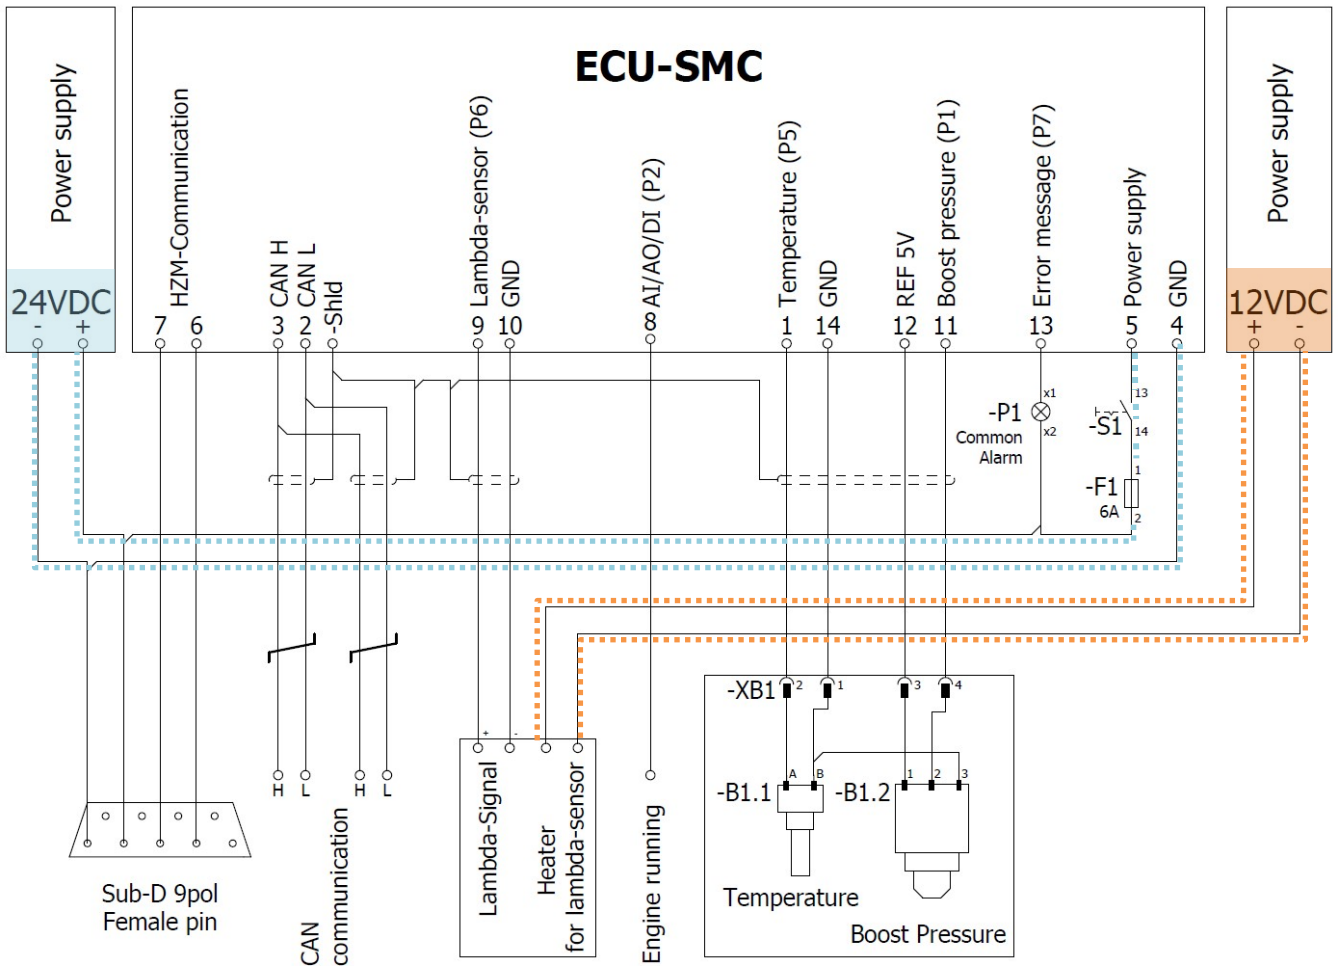 ECU-SMC
Power supply
24VDC
- +
HZM-Communication
7 6
CAN H
3
CAN L
2
-Shld
Lambda-sensor (P6)
9
GND
10
AI/AO/DI (P2)
8
Temperature (P5)
1
GND
14
REF 5V
12
Boost pressure (P1)
11
Error message (P7)
13
Power supply
5
GND
4
Power supply
12VDC
+ -
x1
-P1
x2
Common
Alarm
13
-S1
14
1
-F1
6A
2
-XB1
2 1 3 4
+ -
Lambda-Signal
Heater
for lambda-sensor
H L H L
CAN
communication
Engine running
A B
-B1.1
Temperature
1 2 3
-B1.2
Boost Pressure
Sub-D 9pol
Female pin